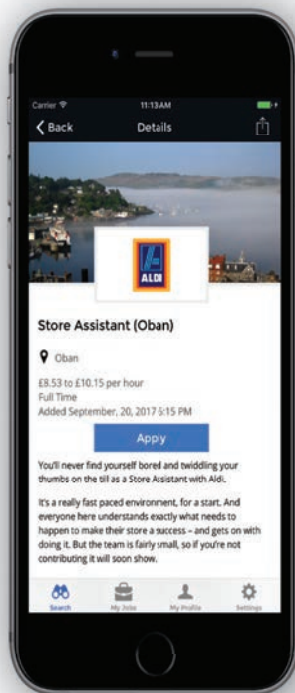 Carrier 11:13AM
Back Details
ALDI
Store Assistant (Oban)
Oban
£8.53 to £10.15 per hour
Full Time
Added September, 20, 2017 5:15 PM
Appy
You'll never find yourself bored and twiddling your
thumbs on the till as a Store Assistant with Aldi.
It's a really fast paced environment, for a start. And
everyone here understands exactly what needs to
happen to make their store a success – and gets on with
doing it. But the team is fairly small, so if you're not
contributing it will soon show.
Search My Jobs My Profile Settings